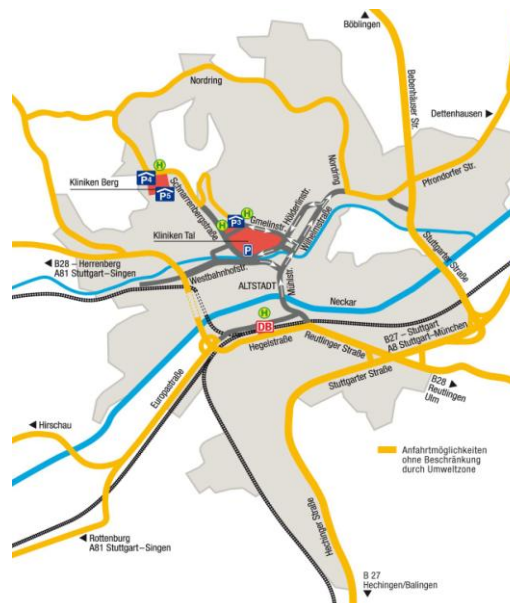 Böblingen
Bebenhäuser Str.
Dettenhausen
Nordring
Pfrondorfer Str.
Nordring
H
P4
Kliniken Berg
P5
Schnarrenbergstraße
H
P3
H
Gmelinstr.
Hölderlinstr.
Wilhelmstraße
Kliniken Tal
P
Stuttgarter Straße
B28 – Herrenberg
A81 Stuttgart–Singen
Westbahnhofstr.
ALTSTADT
Mühlstr.
Neckar
H
DB
B27 – Stuttgart
A8 Stuttgart–München
Hegelstraße
Reutlinger Straße
Stuttgarter Straße
B28
Reutlingen
Ulm
Europastraße
Hirschau
Anfahrtmöglichkeiten
ohne Beschränkung
durch Umweltzone
Hechinger Straße
Rottenburg
A81 Stuttgart–Singen
B 27
Hechingen/Balingen